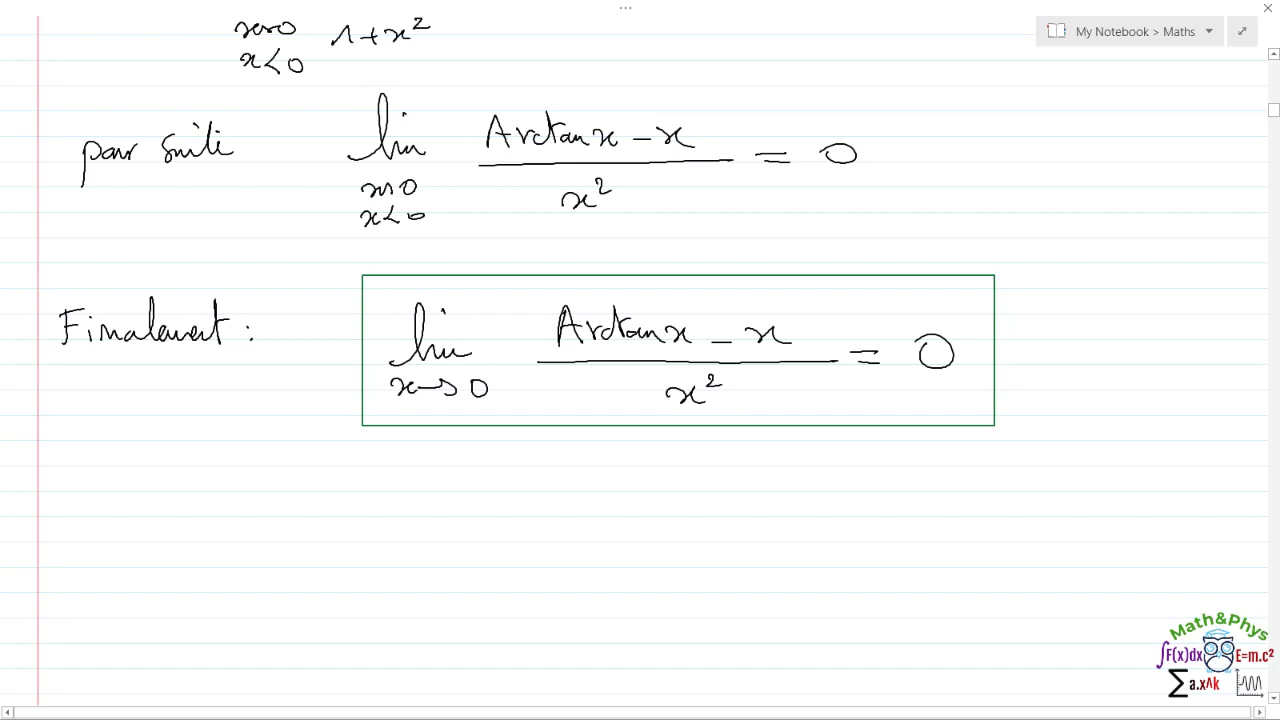 My Notebook > Maths
x→0 1+x²
x<0
par suite lim Arctan x - x / x² = 0
x→0
x<0
Finalement : lim Arctan x - x / x² = 0
x→0
Math&Phys
∫F(x)dx E=m.c²
∑ a.x^k